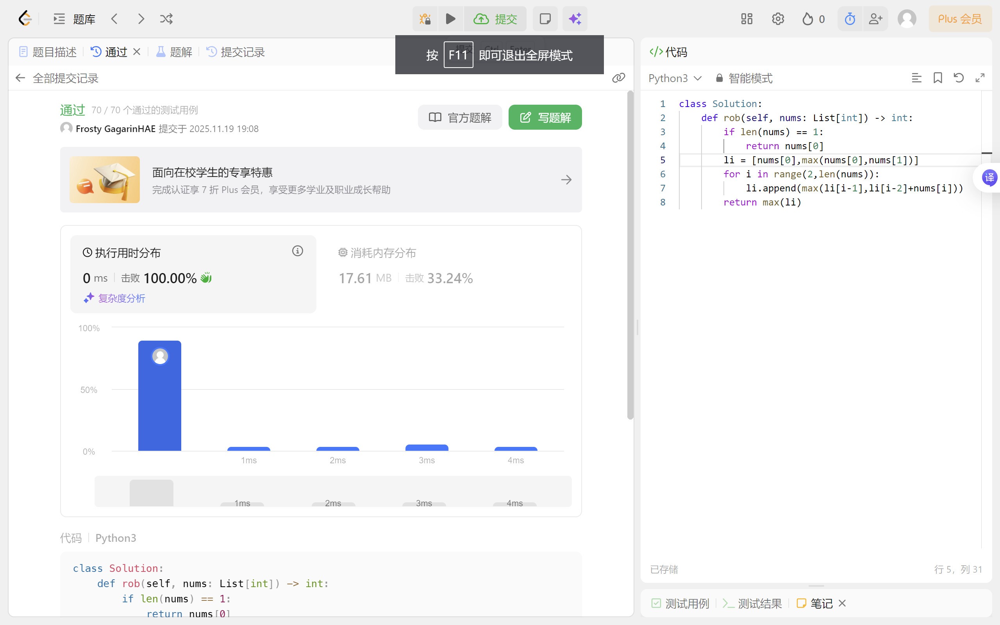 题库
提交
0
Plus 会员
按 F11 即可退出全屏模式
题目描述
通过
题解
提交记录
全部提交记录
通过 70 / 70 个通过的测试用例
Frosty GagarinHAE 提交于 2025.11.19 19:08
官方题解
写题解
面向在校学生的专享特惠
完成认证享 7 折 Plus 会员，享受更多学业及职业成长帮助
执行用时分布
0 ms 击败 100.00%
复杂度分析
消耗内存分布
17.61 MB 击败 33.24%
100%
50%
0%
1ms 2ms 3ms 4ms
1ms 2ms 3ms 4ms
代码 Python3
class Solution:
    def rob(self, nums: List[int]) -> int:
        if len(nums) == 1:
            return nums[0]
</> 代码
Python3 智能模式
1 class Solution:
2     def rob(self, nums: List[int]) -> int:
3         if len(nums) == 1:
4             return nums[0]
5         li = [nums[0],max(nums[0],nums[1])]
6         for i in range(2,len(nums)):
7             li.append(max(li[i-1],li[i-2]+nums[i]))
8         return max(li)
译
已存储
行 5，列 31
测试用例
测试结果
笔记